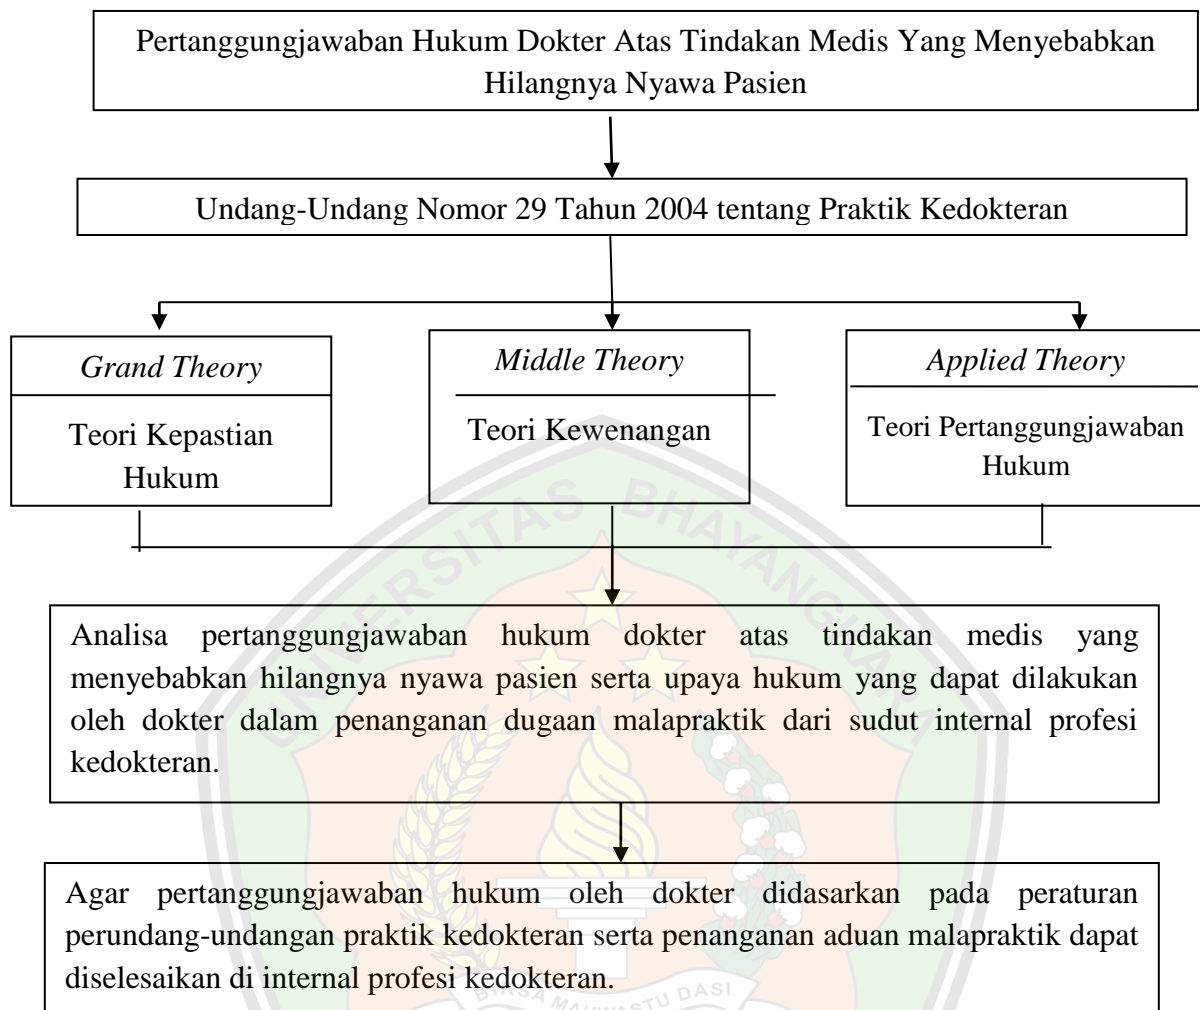 Pertanggungjawaban Hukum Dokter Atas Tindakan Medis Yang Menyebabkan
Hilangnya Nyawa Pasien
Undang-Undang Nomor 29 Tahun 2004 tentang Praktik Kedokteran
Grand Theory
Teori Kepastian
Hukum
Middle Theory
Teori Kewenangan
Applied Theory
Teori Pertanggungjawaban
Hukum
UNIVERSITAS BHAYANGKARA
Analisa pertanggungjawaban hukum dokter atas tindakan medis yang
menyebabkan hilangnya nyawa pasien serta upaya hukum yang dapat dilakukan
oleh dokter dalam penanganan dugaan malapraktik dari sudut internal profesi
kedokteran.
Agar pertanggungjawaban hukum oleh dokter didasarkan pada peraturan
perundang-undangan praktik kedokteran serta penanganan aduan malapraktik dapat
diselesaikan di internal profesi kedokteran.
DASI